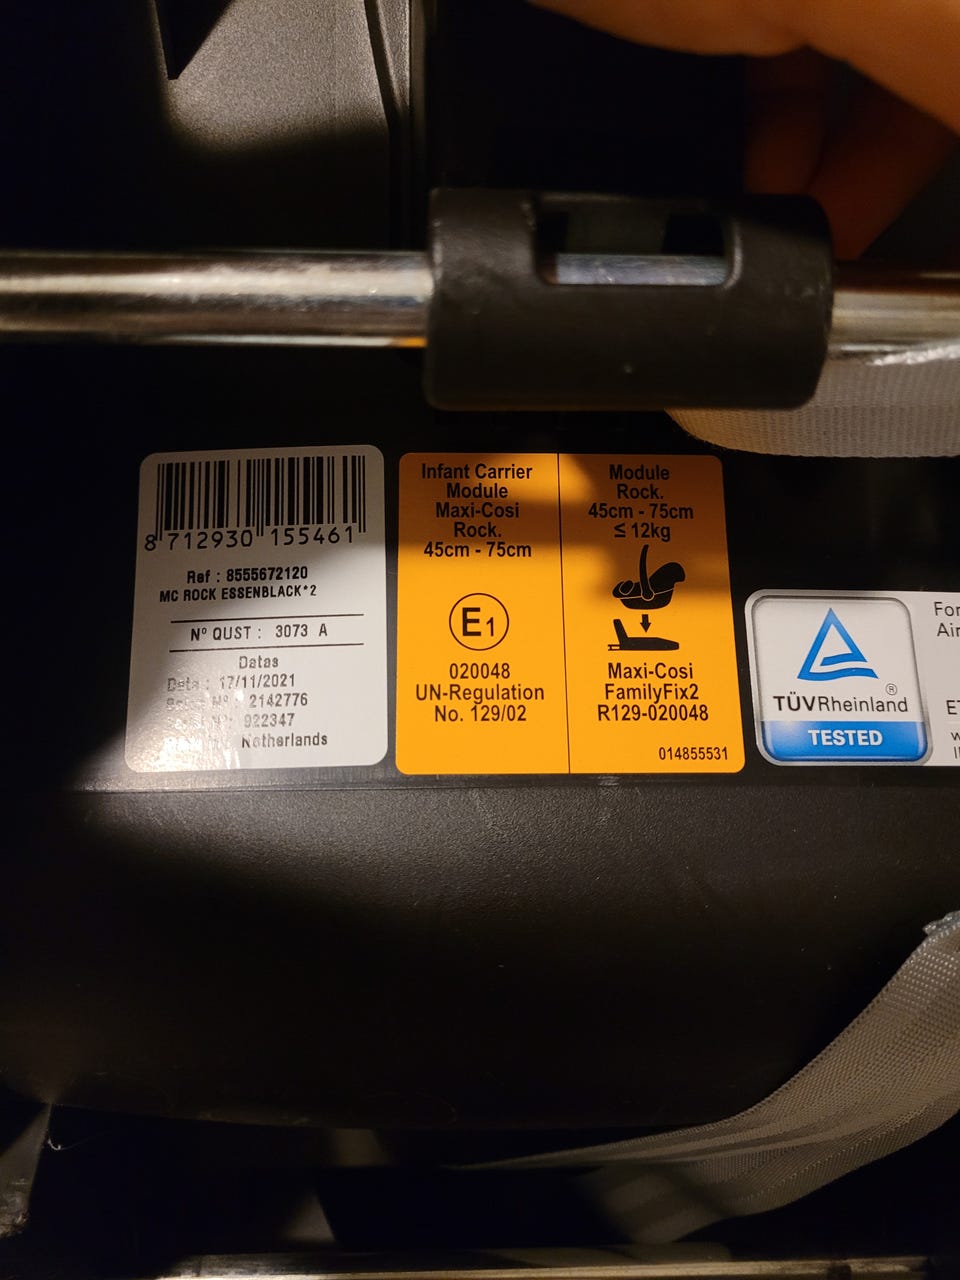 8 712930 155461
Ref : 8555672120
MC ROCK ESSENBLACK*2
Nº QUST : 3073 A
Datas
Date : 17/11/2021
2142776
922347
Netherlands
Infant Carrier
Module
Maxi-Cosi
Rock.
45cm - 75cm
E1
020048
UN-Regulation
No. 129/02
Module
Rock.
45cm - 75cm
≤ 12kg
Maxi-Cosi
FamilyFix2
R129-020048
014855531
®
TÜVRheinland
TESTED
For